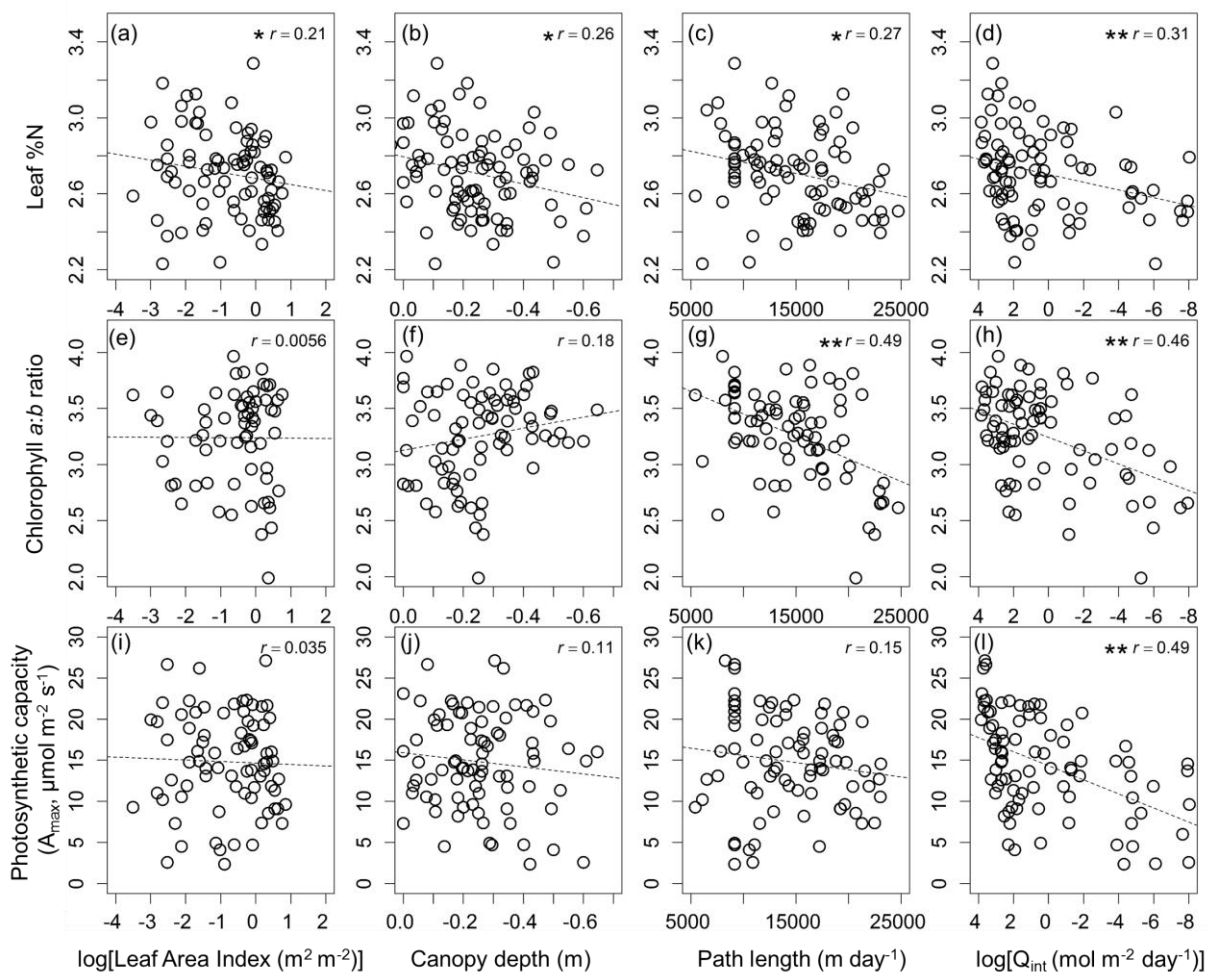 (a) * r = 0.21
(b) * r = 0.26
(c) * r = 0.27
(d) ** r = 0.31
Leaf %N
3.4
3.0
2.6
2.2
-4 -3 -2 -1 0 1 2
0.0 -0.2 -0.4 -0.6
5000 15000 25000
4 2 0 -2 -4 -6 -8
(e) r = 0.0056
(f) r = 0.18
(g) ** r = 0.49
(h) ** r = 0.46
Chlorophyll a:b ratio
4.0
3.5
3.0
2.5
2.0
-4 -3 -2 -1 0 1 2
0.0 -0.2 -0.4 -0.6
5000 15000 25000
4 2 0 -2 -4 -6 -8
(i) r = 0.035
(j) r = 0.11
(k) r = 0.15
(l) ** r = 0.49
Photosynthetic capacity
(Amax, µmol m-2 s-1)
30
25
20
15
10
5
0
-4 -3 -2 -1 0 1 2
0.0 -0.2 -0.4 -0.6
5000 15000 25000
4 2 0 -2 -4 -6 -8
log[Leaf Area Index (m2 m-2)]
Canopy depth (m)
Path length (m day-1)
log[Qint (mol m-2 day-1)]